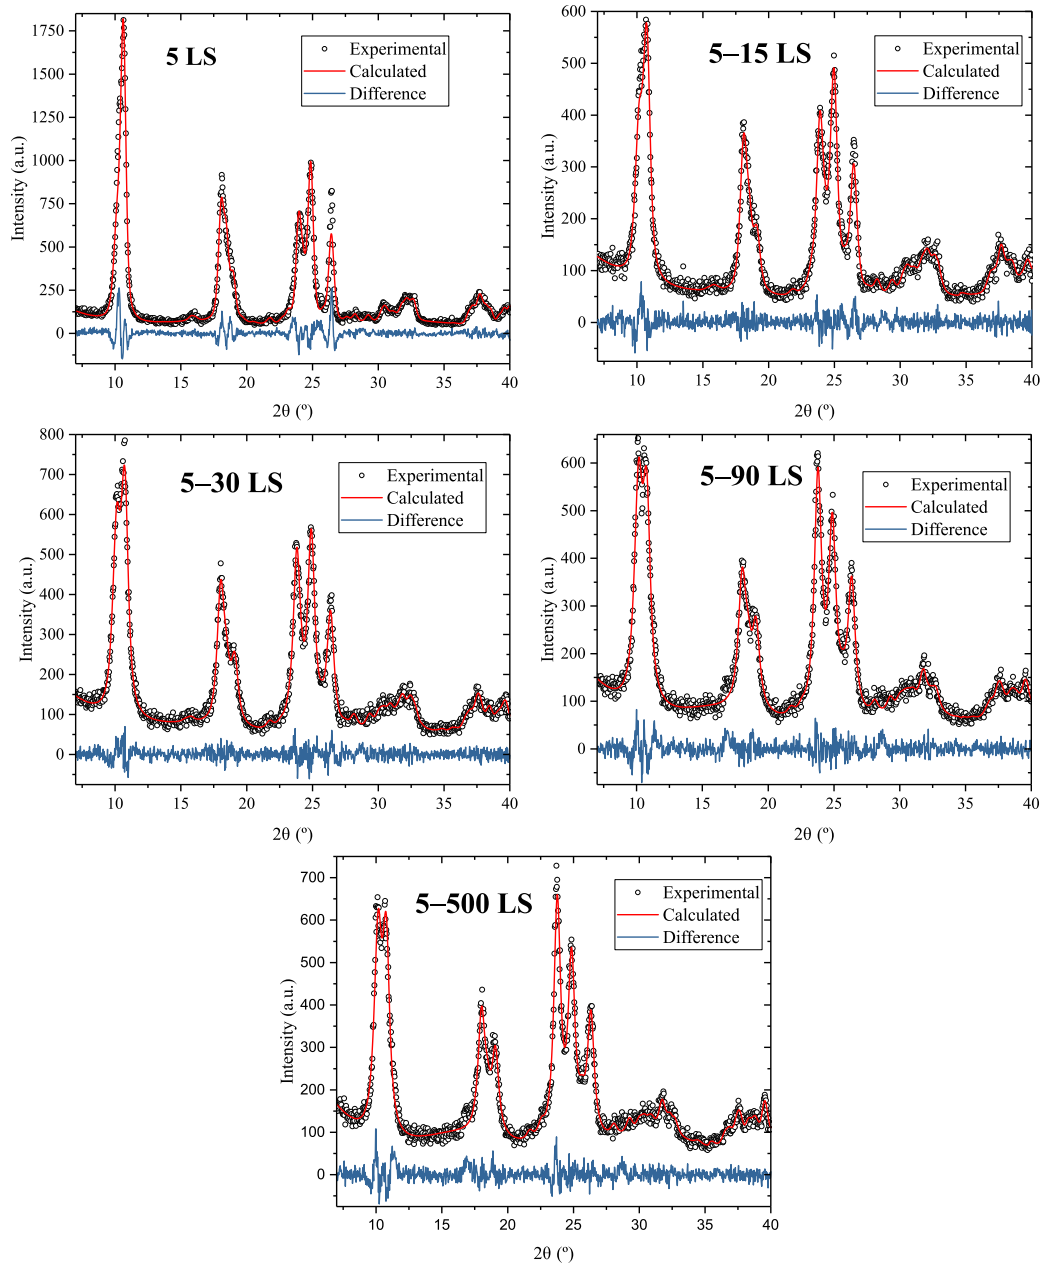 5 LS
Experimental
Calculated
Difference
Intensity (a.u.)
1750
1500
1250
1000
750
500
250
0
10 15 20 25 30 35 40
2θ (º)
5–15 LS
Experimental
Calculated
Difference
Intensity (a.u.)
600
500
400
300
200
100
0
10 15 20 25 30 35 40
2θ (º)
5–30 LS
Experimental
Calculated
Difference
Intensity (a.u.)
800
700
600
500
400
300
200
100
0
10 15 20 25 30 35 40
2θ (º)
5–90 LS
Experimental
Calculated
Difference
Intensity (a.u.)
600
500
400
300
200
100
0
10 15 20 25 30 35 40
2θ (º)
5–500 LS
Experimental
Calculated
Difference
Intensity (a.u.)
700
600
500
400
300
200
100
0
10 15 20 25 30 35 40
2θ (º)